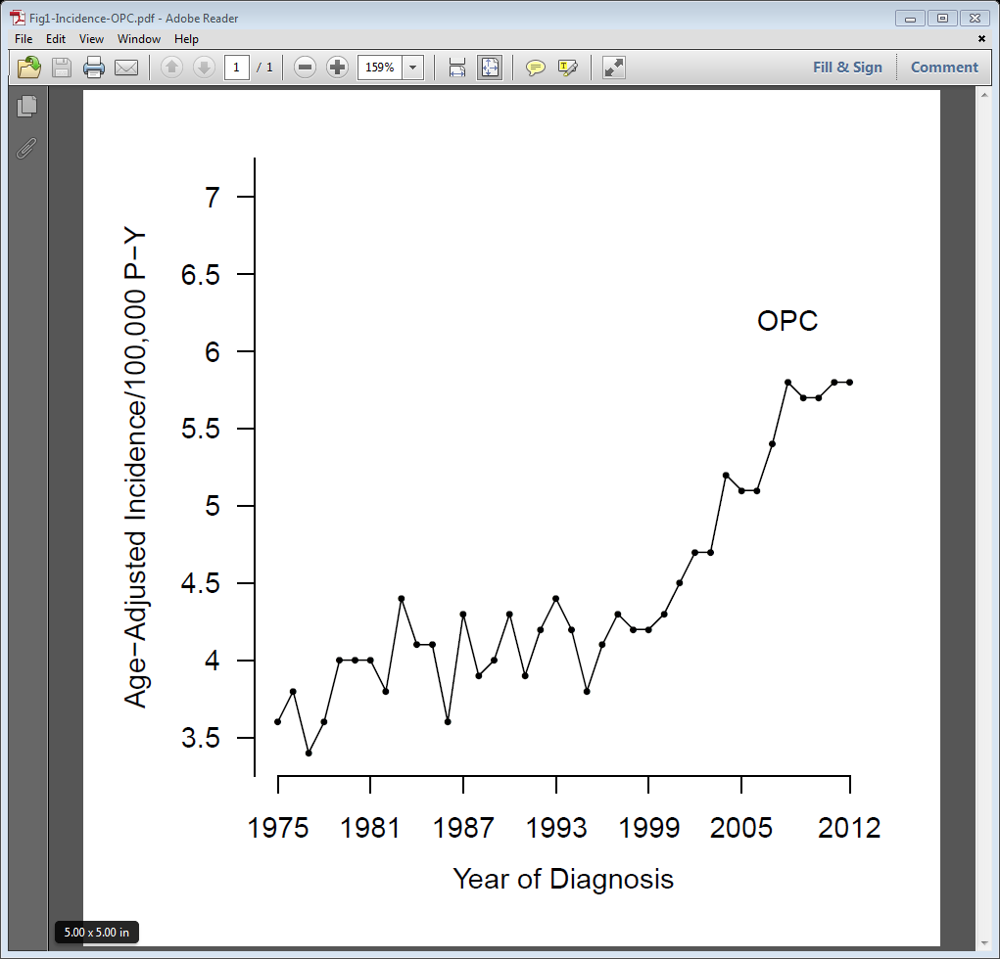 Fig1-Incidence-OPC.pdf - Adobe Reader
File Edit View Window Help
1 / 1 159% Fill & Sign Comment
7
6.5
6
5.5
5
4.5
4
3.5
Age−Adjusted Incidence/100,000 P−Y
OPC
1975 1981 1987 1993 1999 2005 2012
Year of Diagnosis
5.00 x 5.00 in